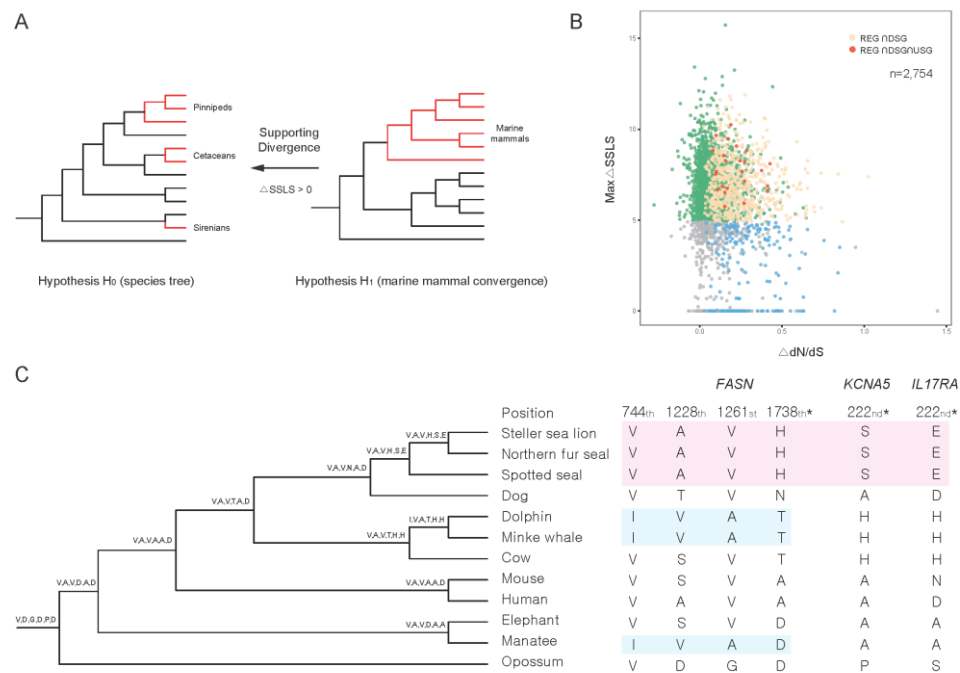 A
Pinnipeds
Cetaceans
Sirenians
Hypothesis H0 (species tree)
Supporting
Divergence
△SSLS > 0
Marine
mammals
Hypothesis H1 (marine mammal convergence)
B
REG ∩DSG
REG ∩DSG∩USG
n=2,754
Max△SSLS
15
10
5
0
0.0 0.5 1.0 1.5
△dN/dS
C
FASN KCNA5 IL17RA
Position 744th 1228th 1261st 1738th* 222nd* 222nd*
Steller sea lion V A V H S E
Northern fur seal V A V H S E
Spotted seal V A V H S E
Dog V T V N A D
Dolphin I V A T H H
Minke whale I V A T H H
Cow V S V T H H
Mouse V S V A A N
Human V A V A A D
Elephant V S V D A A
Manatee I V A D A A
Opossum V D G D P S
V,A,V,H,S,E
V,A,V,H,S,E
V,A,V,N,A,D
V,A,V,T,A,D
I,V,A,T,H,H
V,A,V,T,H,H
V,A,V,A,A,D
V,A,V,A,A,D
V,A,V,D,A,D
V,A,V,D,A,A
V,D,G,D,P,D